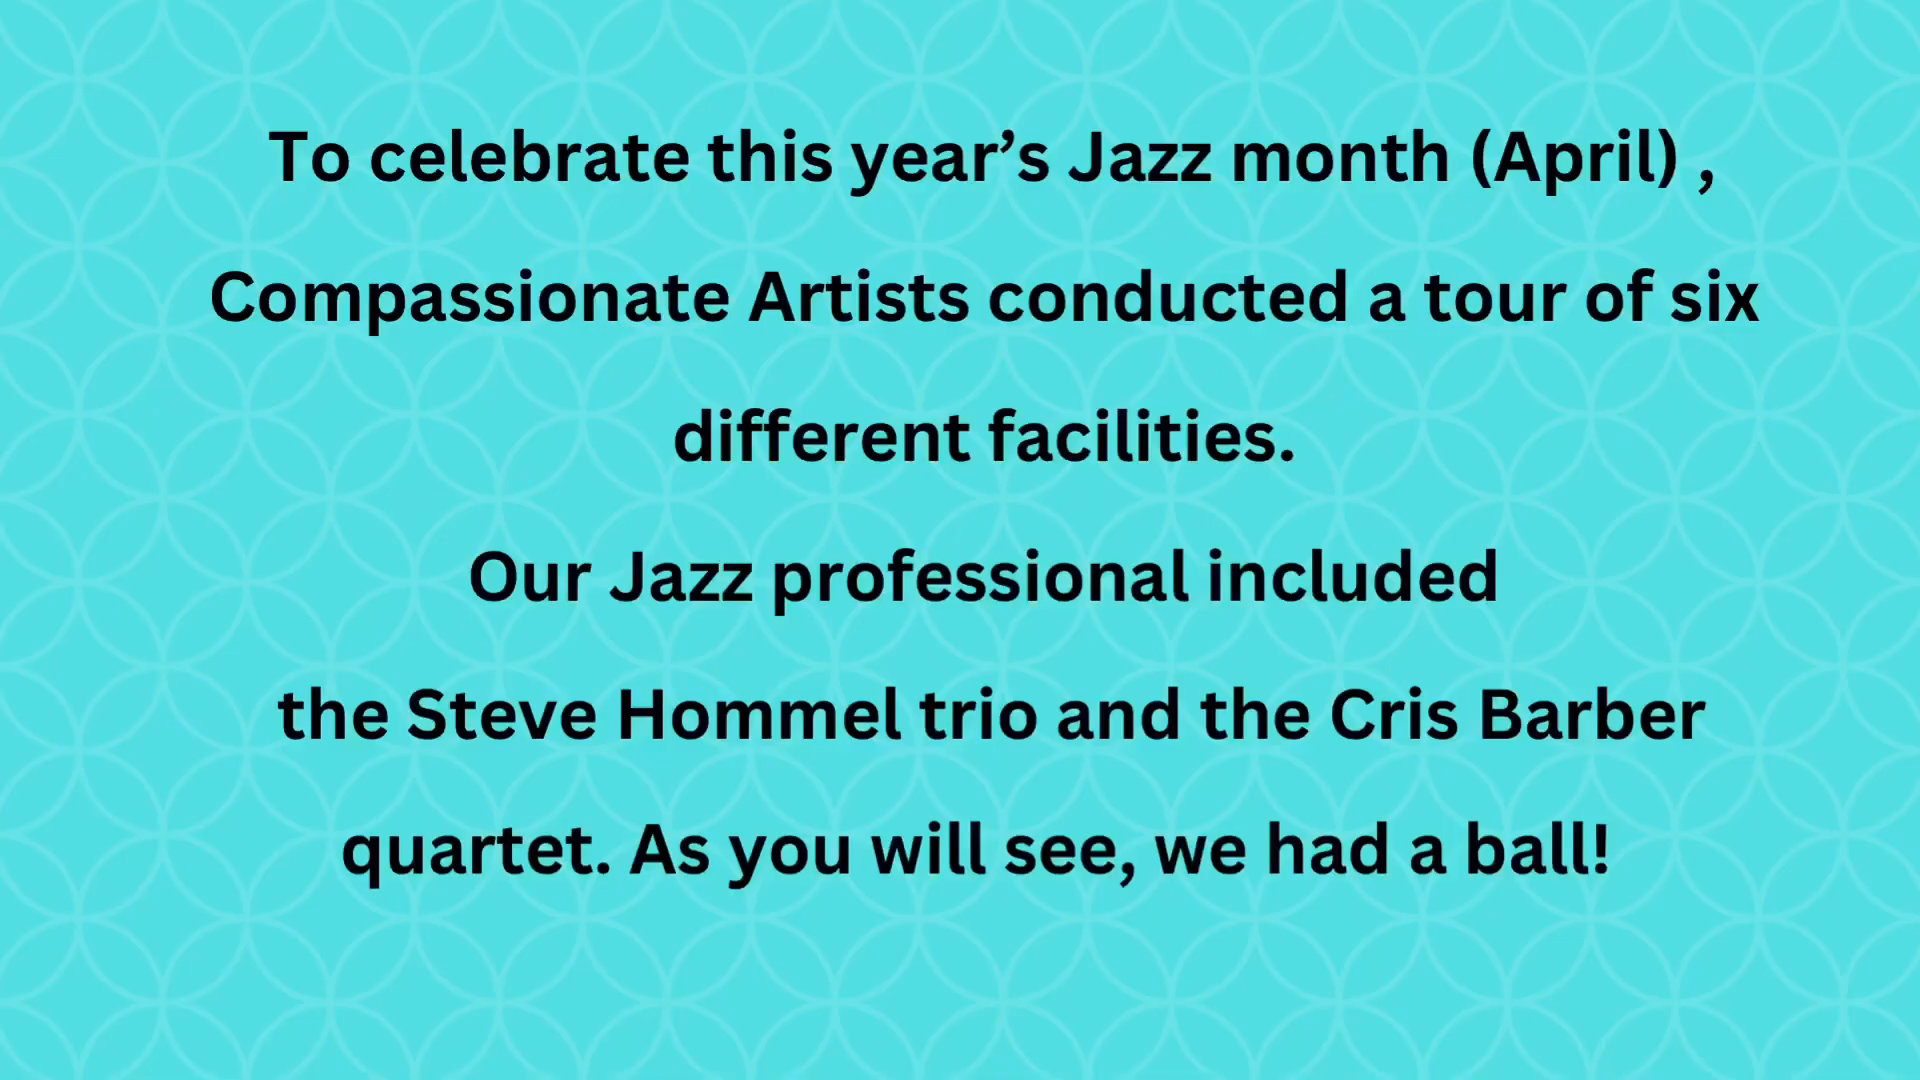 To celebrate this year’s Jazz month (April) ,
Compassionate Artists conducted a tour of six
different facilities.
Our Jazz professional included
the Steve Hommel trio and the Cris Barber
quartet. As you will see, we had a ball!